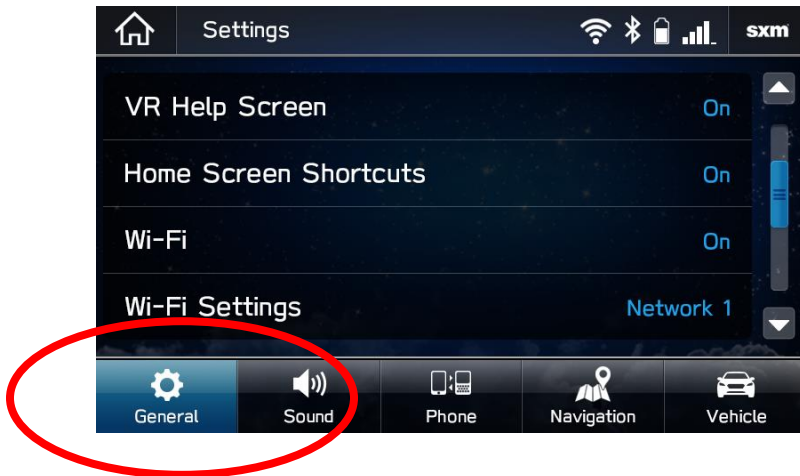 Settings sxm
VR Help Screen On
Home Screen Shortcuts On
Wi-Fi On
Wi-Fi Settings Network 1
General Sound Phone Navigation Vehicle